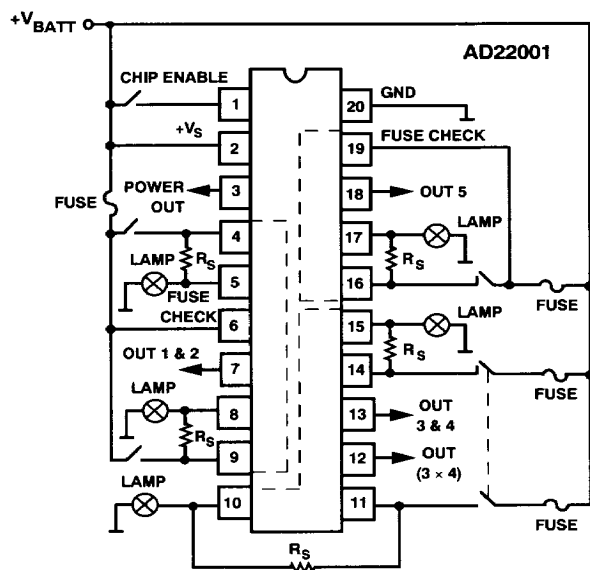 +VBATT
AD22001
CHIP ENABLE
1
20
GND
+VS
2
19
FUSE CHECK
FUSE
POWER
OUT
3
18
OUT 5
4
17
LAMP
LAMP
RS
RS
5
16
FUSE
FUSE
CHECK
6
15
LAMP
OUT 1 & 2
7
14
RS
FUSE
LAMP
8
13
OUT
3 & 4
RS
9
12
OUT
(3 × 4)
LAMP
10
11
FUSE
RS